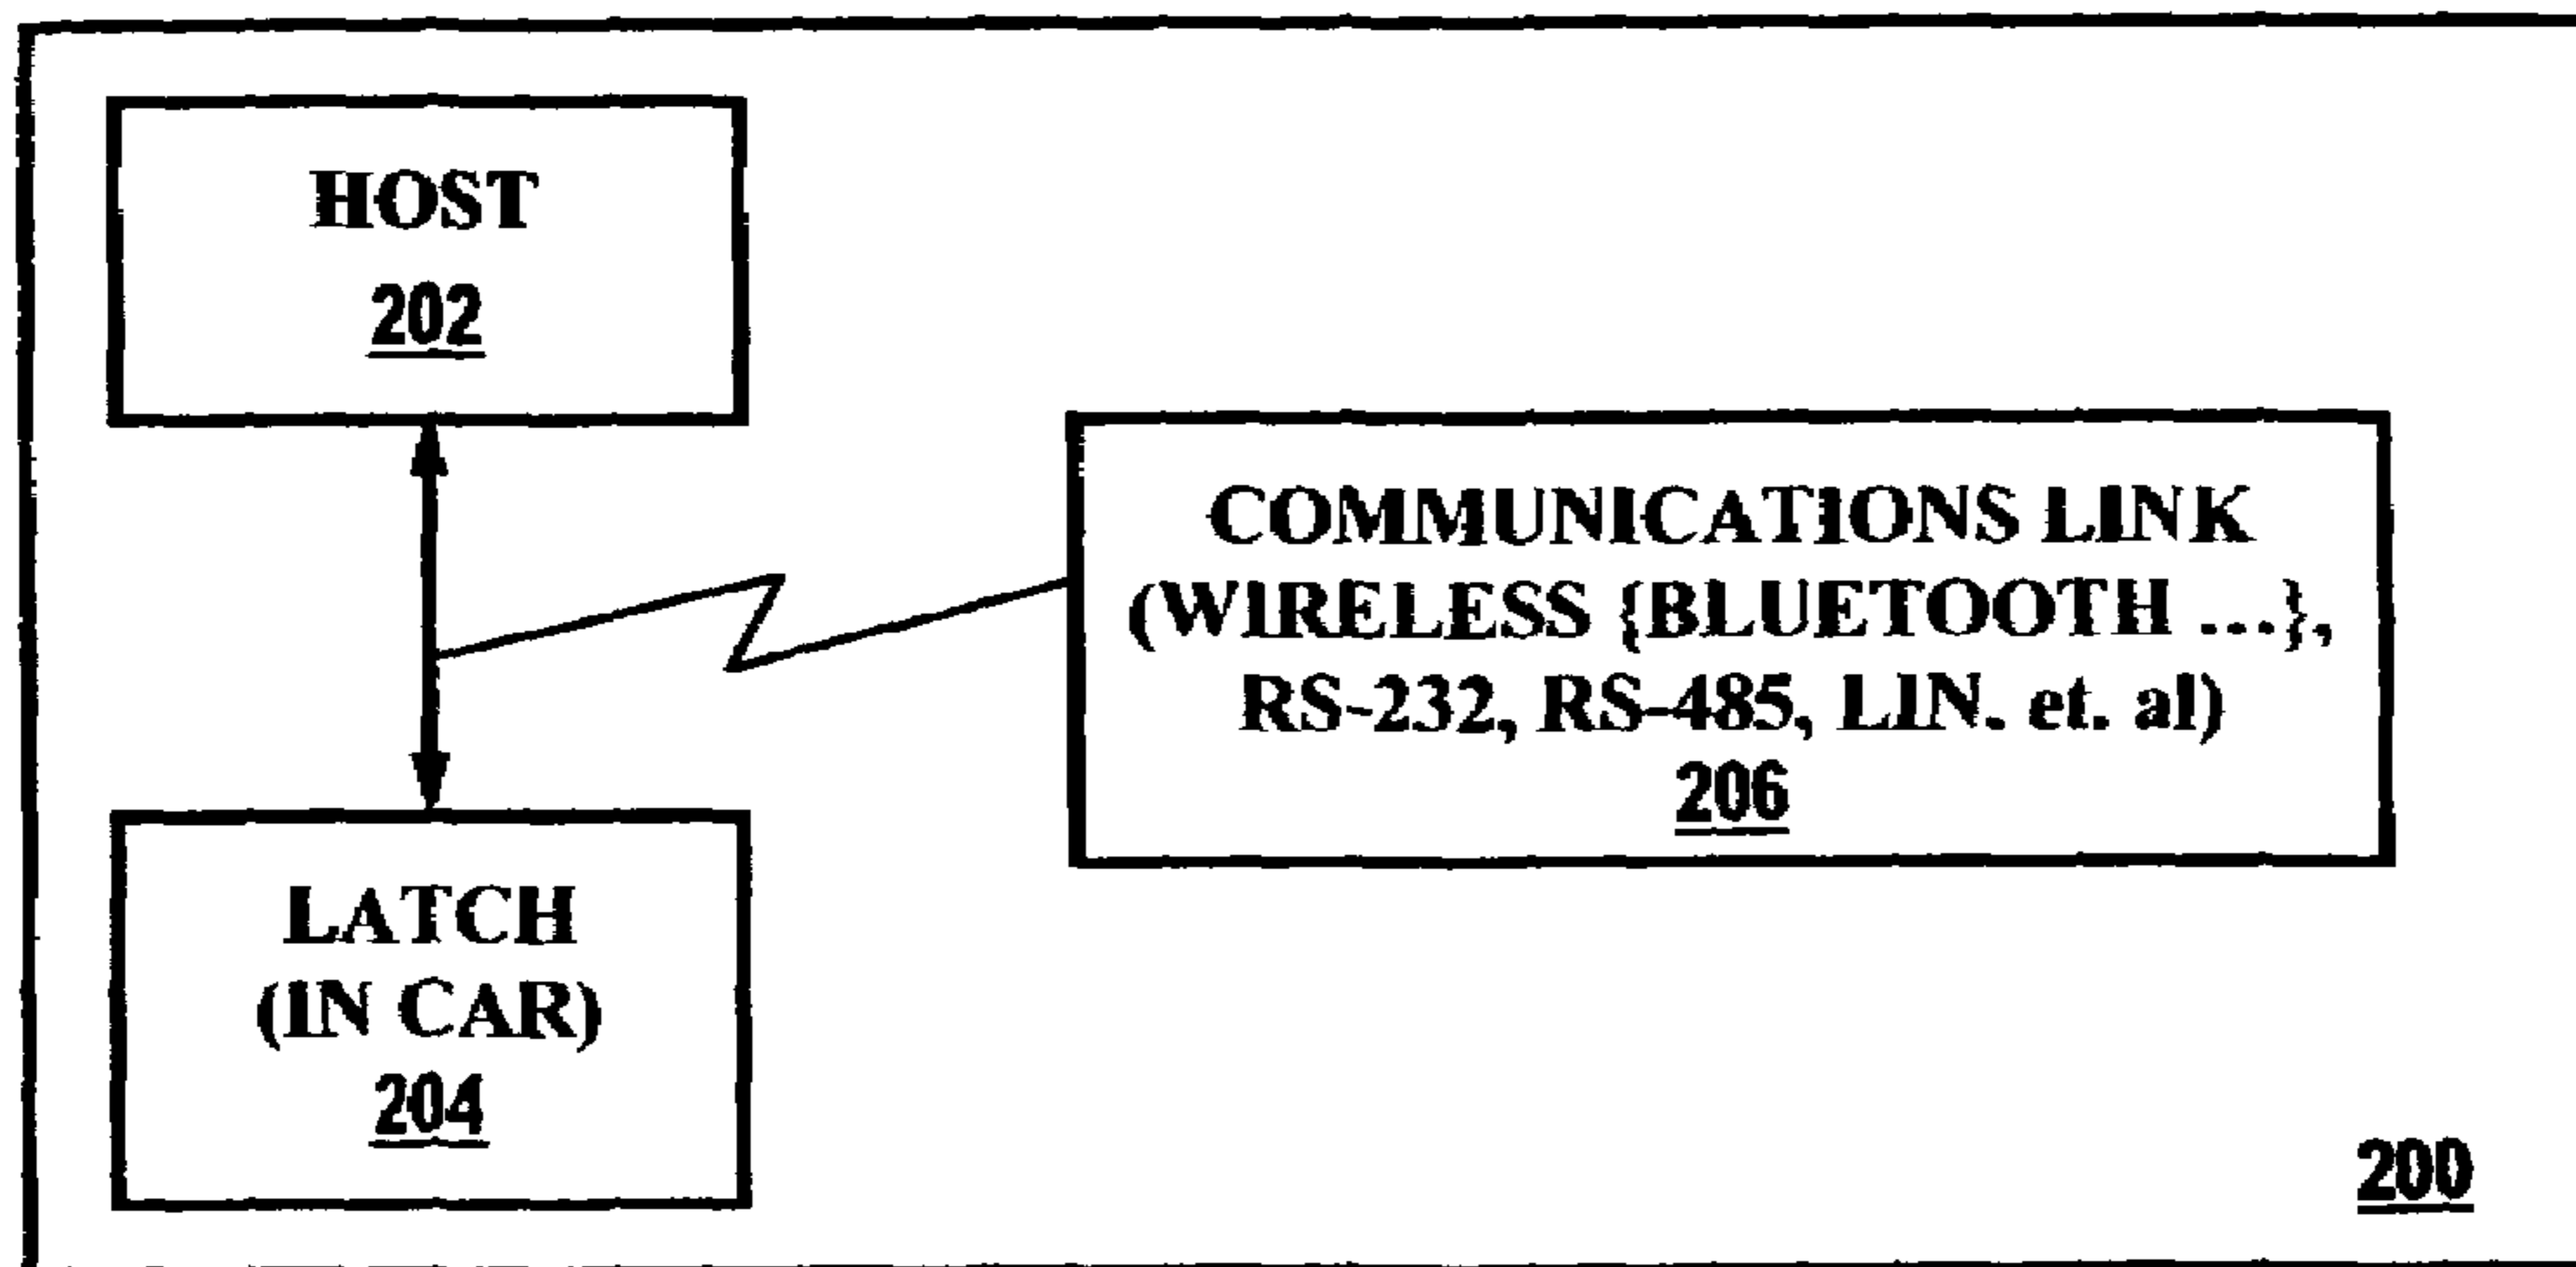 HOST
202
COMMUNICATIONS LINK
(WIRELESS {BLUETOOTH ...},
RS-232, RS-485, LIN. et. al)
206
LATCH
(IN CAR)
204
200